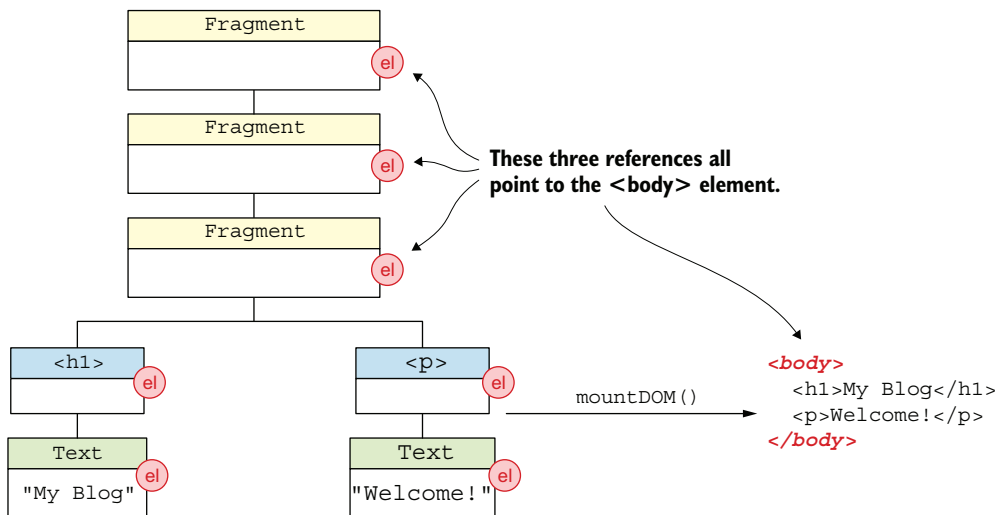 Fragment
el
Fragment
el
These three references all
point to the <body> element.
Fragment
el
<h1>
el
<p>
el
mountDOM()
<body>
<h1>My Blog</h1>
<p>Welcome!</p>
</body>
Text
el
"My Blog"
Text
el
"Welcome!"